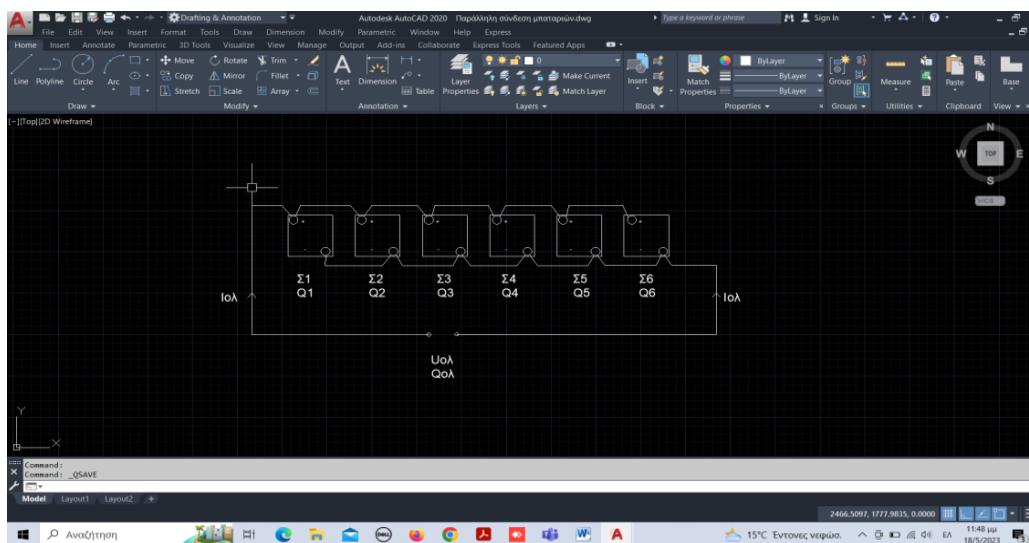 Drafting & Annotation
Autodesk AutoCAD 2020 Παράλληλη σύνδεση μπαταριών.dwg
Type a keyword or phrase
Sign In
File Edit View Insert Format Tools Draw Dimension Modify Parametric Window Help Express
Home Insert Annotate Parametric 3D Tools Visualize View Manage Output Add-ins Collaborate Express Tools Featured Apps
Line Polyline Circle Arc
Move Rotate Trim
Copy Mirror Fillet
Stretch Scale Array
Text Dimension
Table
Layer Properties
0
Make Current
Match Layer
Insert
Match Properties
ByLayer
ByLayer
ByLayer
Group
Measure
Paste
Base
Draw Modify Annotation Layers Block Properties Groups Utilities Clipboard View
[-][Top][2D Wireframe]
N
W TOP E
S
WCS
+ + + + + +
- - - - - -
Σ1 Σ2 Σ3 Σ4 Σ5 Σ6
Q1 Q2 Q3 Q4 Q5 Q6
Ιολ Ιολ
Uολ
Qολ
Y
X
Command:
Command: _QSAVE
Model Layout1 Layout2 +
2466.5097, 1777.9835, 0.0000
Αναζήτηση
DELL
W
A
15°C Έντονες νεφώσ.
ΕΛ
11:48 μμ
18/5/2023